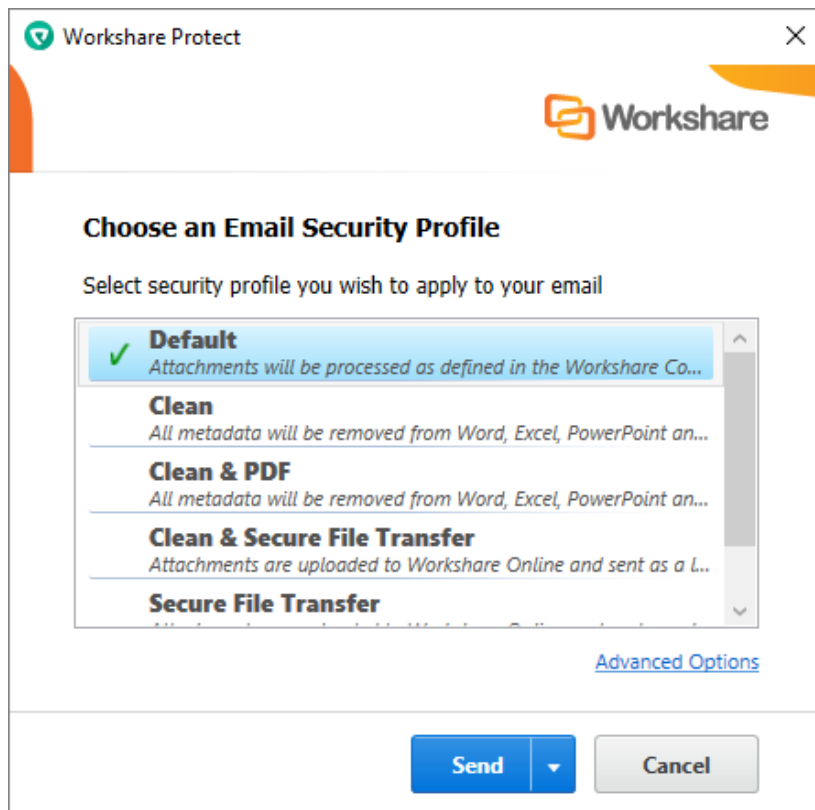 Workshare Protect
Workshare
Choose an Email Security Profile
Select security profile you wish to apply to your email
Default
Attachments will be processed as defined in the Workshare Co...
Clean
All metadata will be removed from Word, Excel, PowerPoint an...
Clean & PDF
All metadata will be removed from Word, Excel, PowerPoint an...
Clean & Secure File Transfer
Attachments are uploaded to Workshare Online and sent as a l...
Secure File Transfer
Advanced Options
Send
Cancel